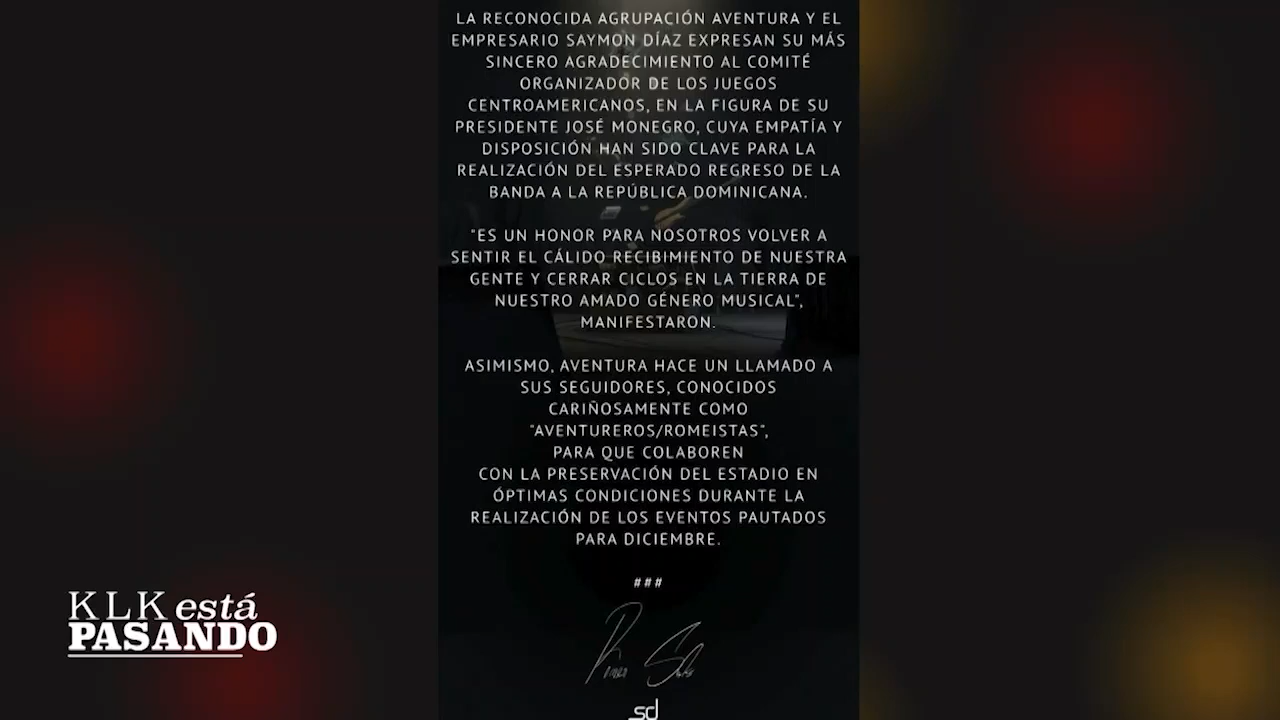 LA RECONOCIDA AGRUPACIÓN AVENTURA Y EL
EMPRESARIO SAYMON DÍAZ EXPRESAN SU MÁS
SINCERO AGRADECIMIENTO AL COMITÉ
ORGANIZADOR DE LOS JUEGOS
CENTROAMERICANOS, EN LA FIGURA DE SU
PRESIDENTE JOSÉ MONEGRO, CUYA EMPATÍA Y
DISPOSICIÓN HAN SIDO CLAVE PARA LA
REALIZACIÓN DEL ESPERADO REGRESO DE LA
BANDA A LA REPÚBLICA DOMINICANA.
"ES UN HONOR PARA NOSOTROS VOLVER A
SENTIR EL CÁLIDO RECIBIMIENTO DE NUESTRA
GENTE Y CERRAR CICLOS EN LA TIERRA DE
NUESTRO AMADO GÉNERO MUSICAL",
MANIFESTARON.
ASIMISMO, AVENTURA HACE UN LLAMADO A
SUS SEGUIDORES, CONOCIDOS
CARIÑOSAMENTE COMO
"AVENTUREROS/ROMEISTAS",
PARA QUE COLABOREN
CON LA PRESERVACIÓN DEL ESTADIO EN
ÓPTIMAS CONDICIONES DURANTE LA
REALIZACIÓN DE LOS EVENTOS PAUTADOS
PARA DICIEMBRE.
###
sd
KLK está
PASANDO